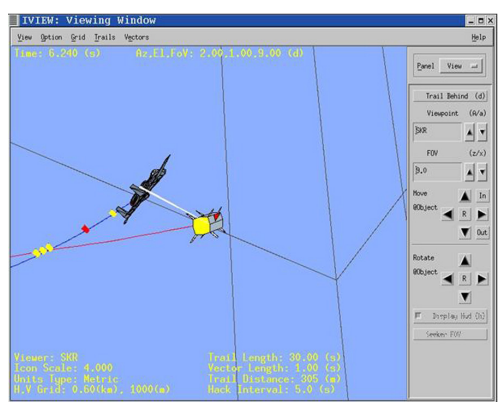 IVIEW: Viewing Window
View Option Grid Trails Vectors Help
Time: 6.240 (s) Az,El,FoV: 2.00,1.00,9.00 (d)
Panel View
Trail Behind (d)
Viewpoint (A/a)
SKR
FOV (z/x)
9.0
Move
@Object
In
R
Out
Rotate
@Object
R
Display Hud (h)
Seeker FOV
Viewer: SKR
Icon Scale: 4.000
Units Type: Metric
H,V Grid: 0.60(km), 1000(m)
Trail Length: 30.00 (s)
Vector Length: 1.00 (s)
Trail Distance: 305 (m)
Hack Interval: 5.0 (s)